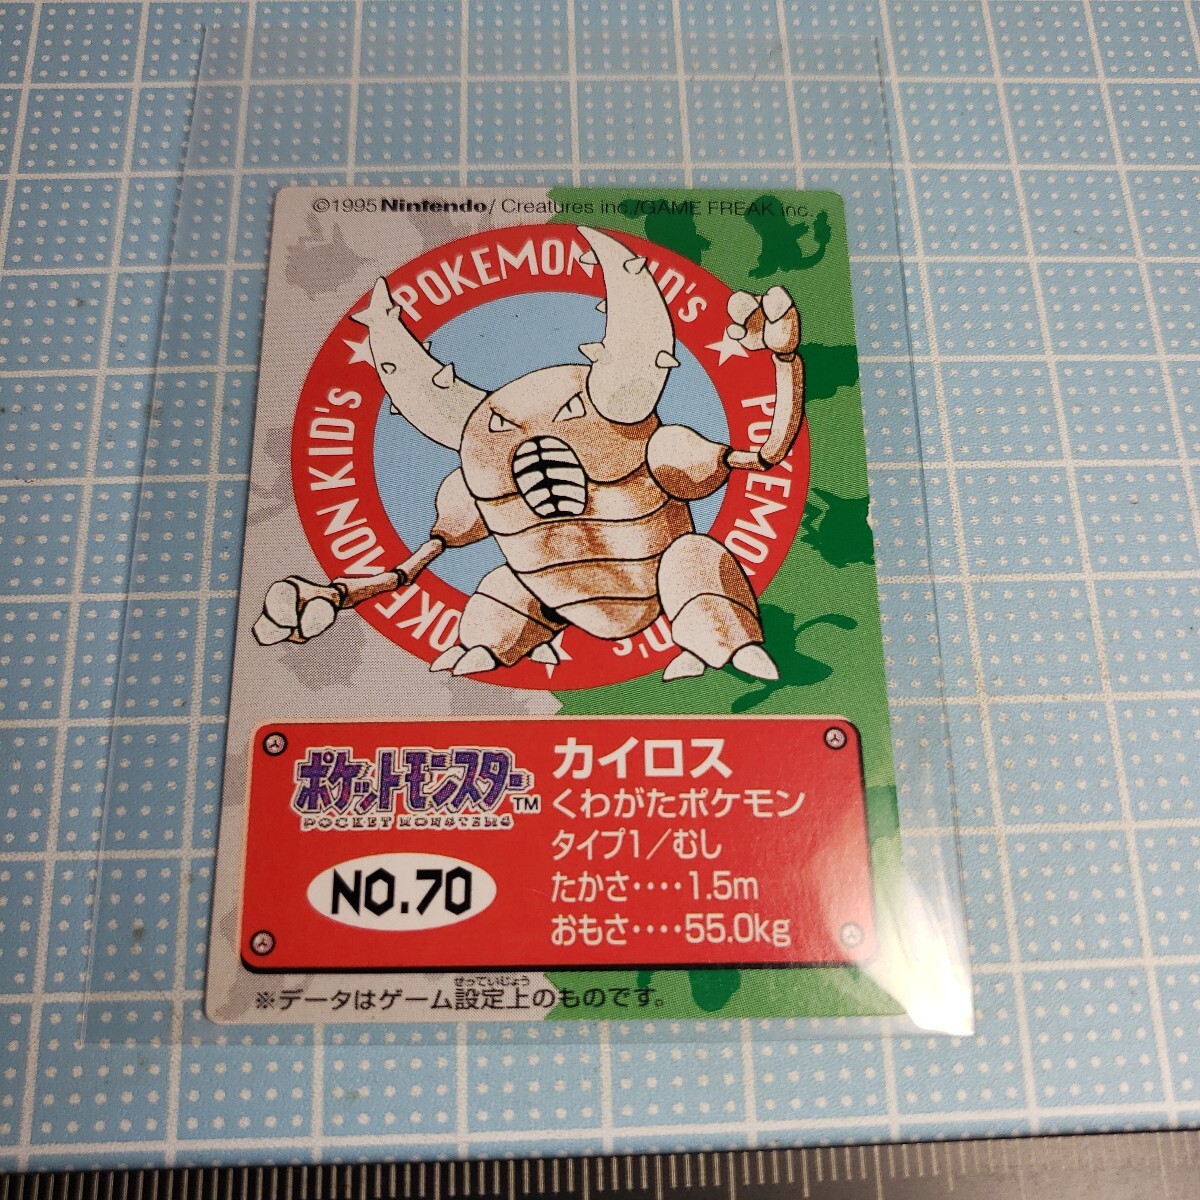 ©1995 Nintendo / Creatures inc./GAME FREAK inc.
POKEMON KID's
POKEMON KID's
POKEMON KID's
ポケットモンスター™
POCKET MONSTERS
NO.70
カイロス
くわがたポケモン
タイプ1／むし
たかさ‥‥1.5m
おもさ‥‥55.0kg
せっていじょう
※データはゲーム設定上のものです。